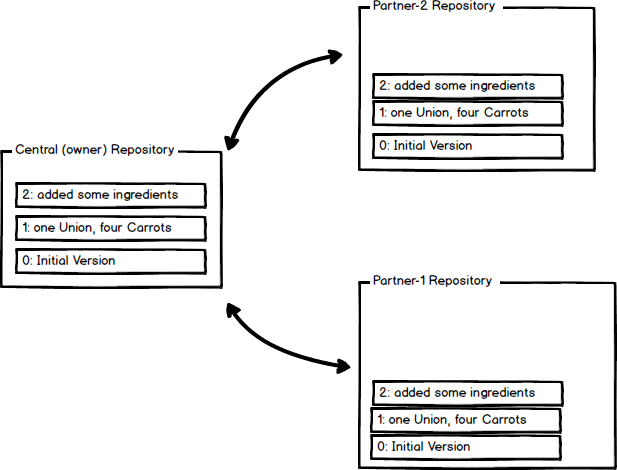 Partner-2 Repository
2: added some ingredients
1: one Union, four Carrots
0: Initial Version
Central (owner) Repository
2: added some ingredients
1: one Union, four Carrots
0: Initial Version
Partner-1 Repository
2: added some ingredients
1: one Union, four Carrots
0: Initial Version